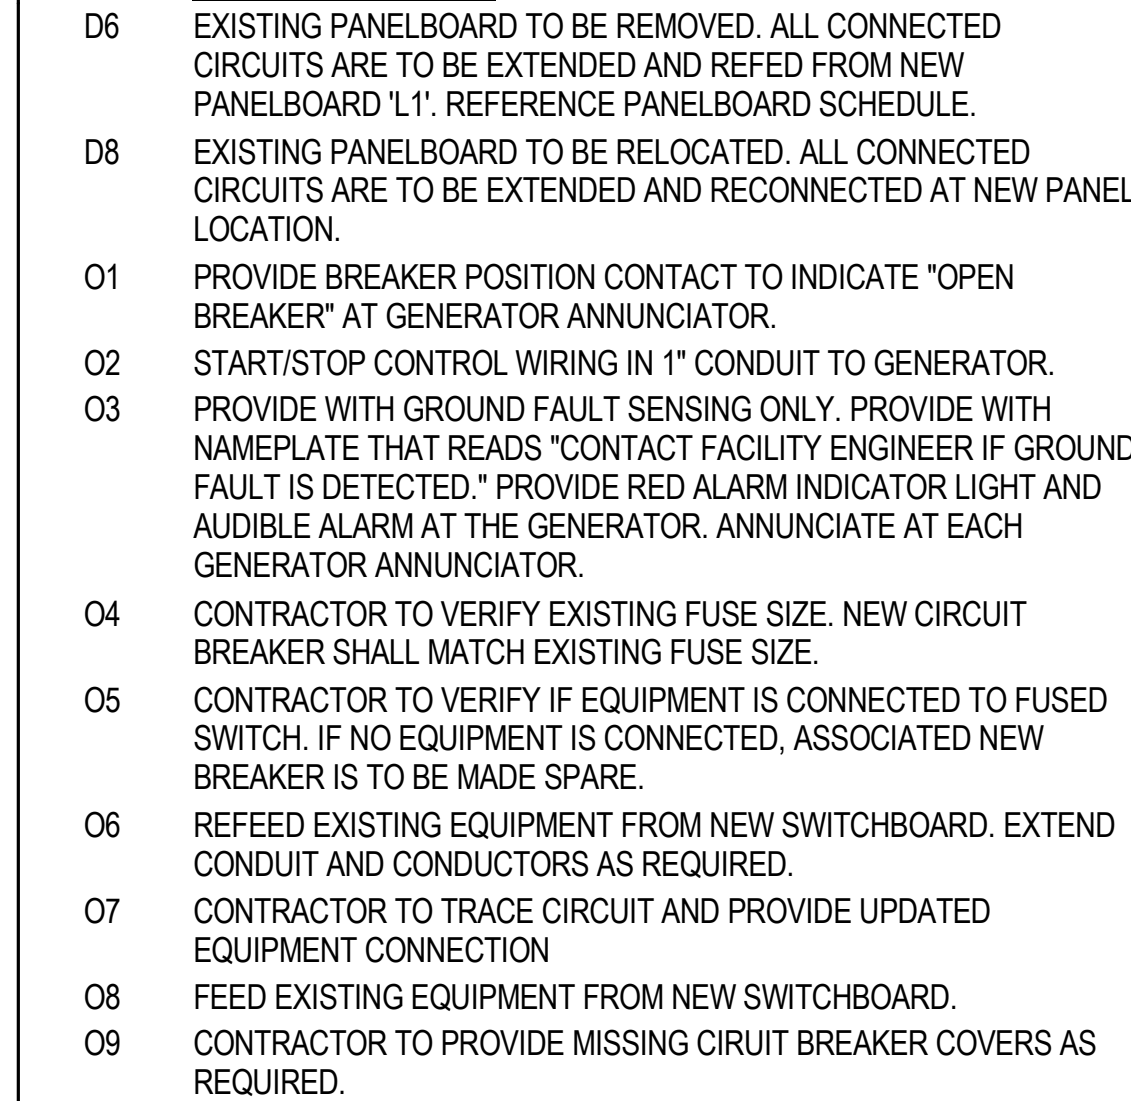 D6 EXISTING PANELBOARD TO BE REMOVED. ALL CONNECTED
CIRCUITS ARE TO BE EXTENDED AND REFED FROM NEW
PANELBOARD 'L1'. REFERENCE PANELBOARD SCHEDULE.
D8 EXISTING PANELBOARD TO BE RELOCATED. ALL CONNECTED
CIRCUITS ARE TO BE EXTENDED AND RECONNECTED AT NEW PANEL
LOCATION.
O1 PROVIDE BREAKER POSITION CONTACT TO INDICATE "OPEN
BREAKER" AT GENERATOR ANNUNCIATOR.
O2 START/STOP CONTROL WIRING IN 1" CONDUIT TO GENERATOR.
O3 PROVIDE WITH GROUND FAULT SENSING ONLY. PROVIDE WITH
NAMEPLATE THAT READS "CONTACT FACILITY ENGINEER IF GROUND
FAULT IS DETECTED." PROVIDE RED ALARM INDICATOR LIGHT AND
AUDIBLE ALARM AT THE GENERATOR. ANNUNCIATE AT EACH
GENERATOR ANNUNCIATOR.
O4 CONTRACTOR TO VERIFY EXISTING FUSE SIZE. NEW CIRCUIT
BREAKER SHALL MATCH EXISTING FUSE SIZE.
O5 CONTRACTOR TO VERIFY IF EQUIPMENT IS CONNECTED TO FUSED
SWITCH. IF NO EQUIPMENT IS CONNECTED, ASSOCIATED NEW
BREAKER IS TO BE MADE SPARE.
O6 REFEED EXISTING EQUIPMENT FROM NEW SWITCHBOARD. EXTEND
CONDUIT AND CONDUCTORS AS REQUIRED.
O7 CONTRACTOR TO TRACE CIRCUIT AND PROVIDE UPDATED
EQUIPMENT CONNECTION
O8 FEED EXISTING EQUIPMENT FROM NEW SWITCHBOARD.
O9 CONTRACTOR TO PROVIDE MISSING CIRUIT BREAKER COVERS AS
REQUIRED.